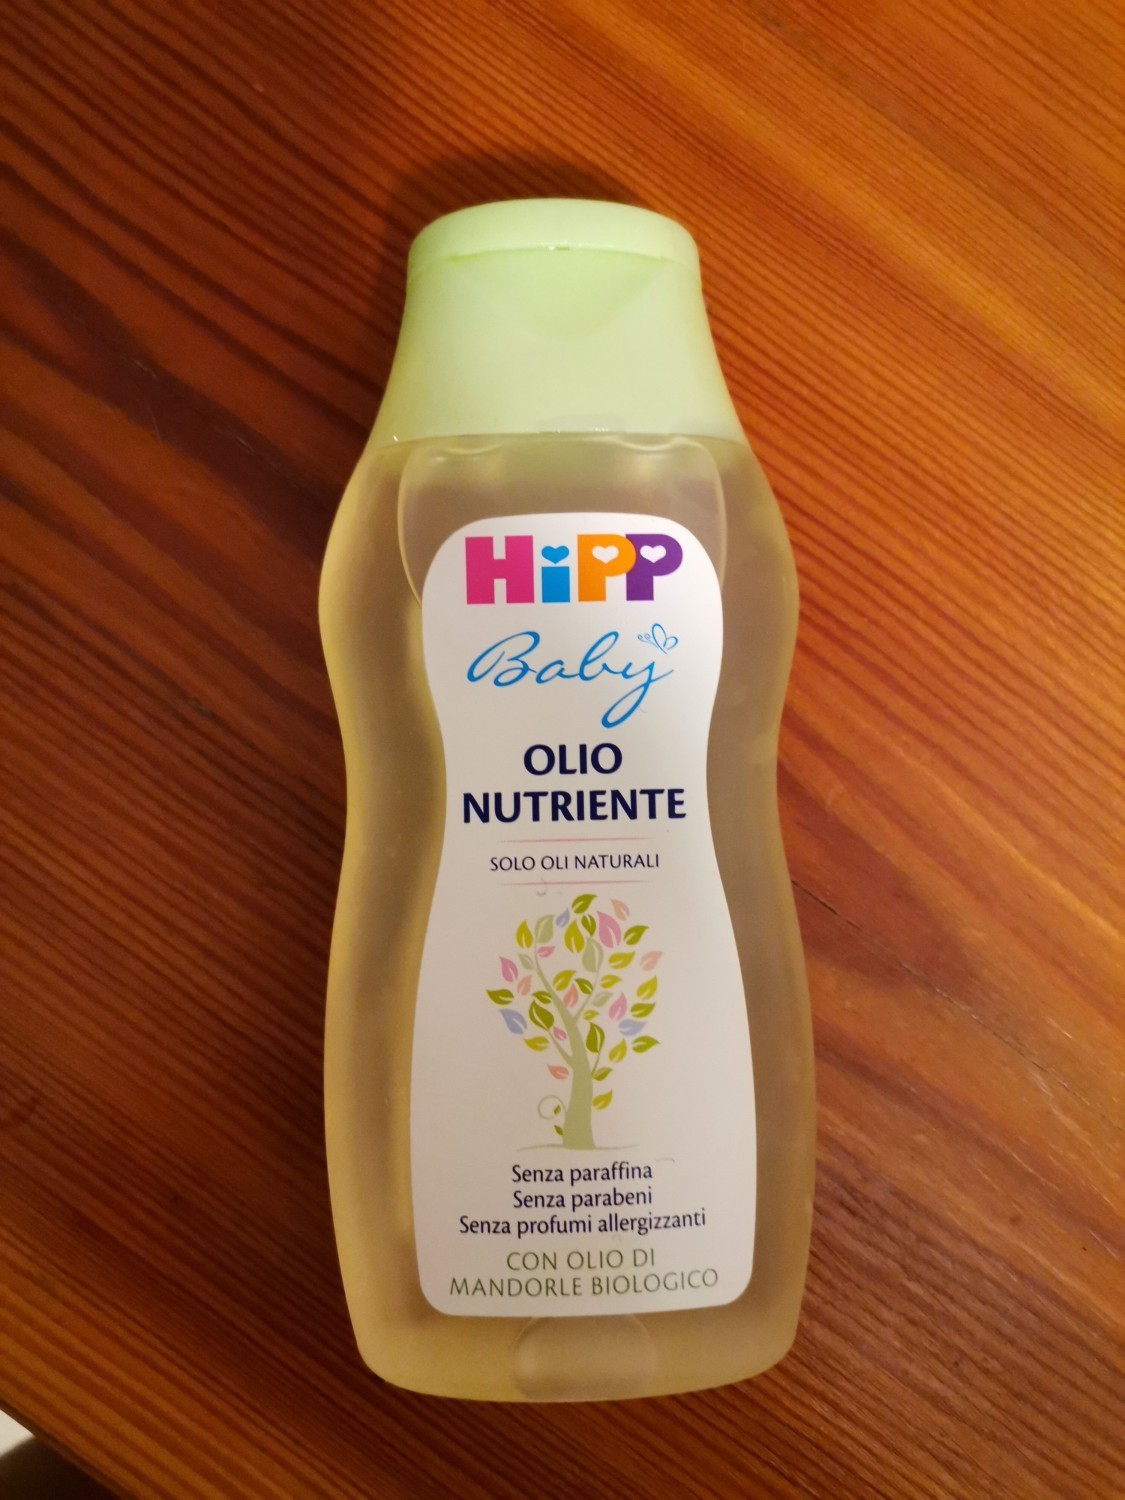 HiPP
Baby
OLIO
NUTRIENTE
SOLO OLI NATURALI
Senza paraffina
Senza parabeni
Senza profumi allergizzanti
CON OLIO DI
MANDORLE BIOLOGICO